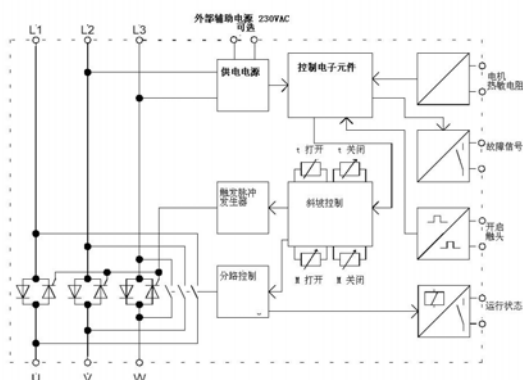 外部辅助电源 230VAC
可选
L1 L2 L3
供电电源
控制电子元件
电机
热敏电阻
故障信号
t 打开 t 关闭
触发脉冲
发生器
斜坡控制
开启
触头
M 打开 M 关闭
分路控制
运行状态
U V W